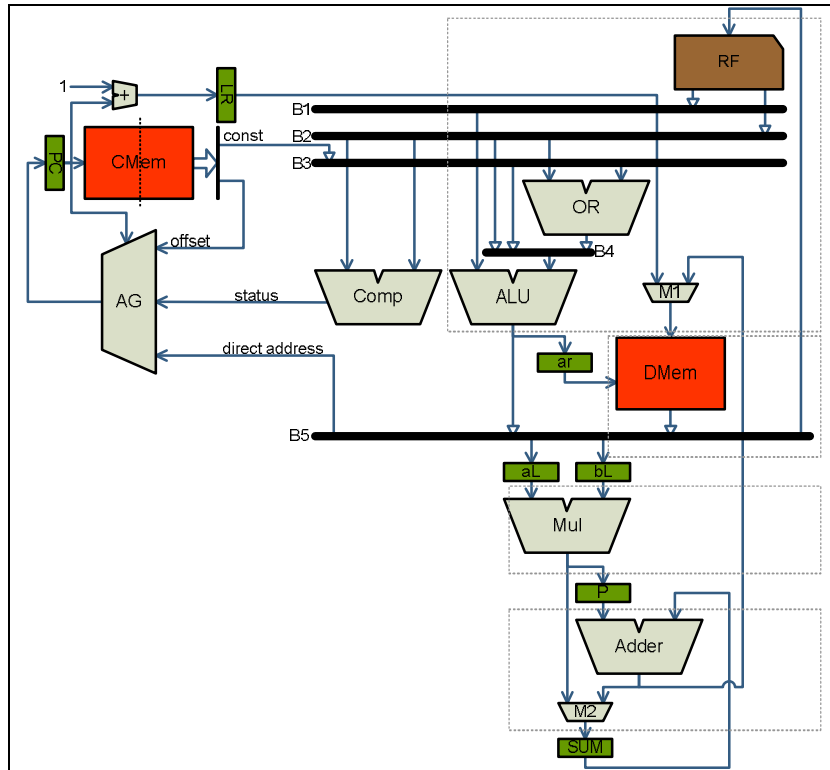 RF
1
+
LR
B1
const
B2
PC
CMem
B3
OR
offset
B4
AG
status
Comp
ALU
M1
direct address
ar
DMem
B5
aL
bL
Mul
P
Adder
M2
SUM